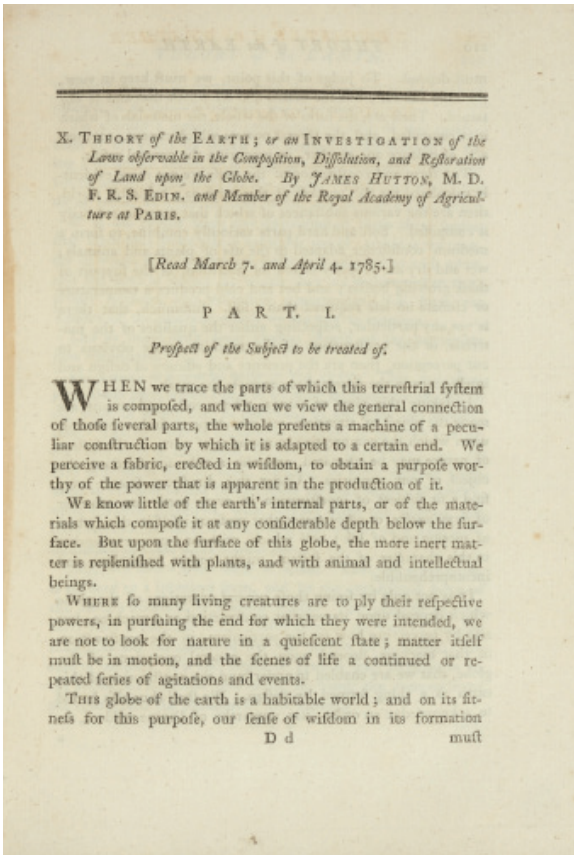 X. THEORY of the EARTH; or an INVESTIGATION of the
Laws obſervable in the Compoſition, Diſſolution, and Reſtoration
of Land upon the Globe. By JAMES HUTTON, M. D.
F. R. S. EDIN. and Member of the Royal Academy of Agricul-
ture at PARIS.
[Read March 7. and April 4. 1785.]
PART. I.
Proſpect of the Subject to be treated of.
WHEN we trace the parts of which this terreſtrial ſyſtem
is compoſed, and when we view the general connection
of thoſe ſeveral parts, the whole preſents a machine of a pecu-
liar conſtruction by which it is adapted to a certain end. We
perceive a fabric, erected in wiſdom, to obtain a purpoſe wor-
thy of the power that is apparent in the production of it.
WE know little of the earth's internal parts, or of the mate-
rials which compoſe it at any conſiderable depth below the ſur-
face. But upon the ſurface of this globe, the more inert mat-
ter is repleniſhed with plants, and with animal and intellectual
beings.
WHERE ſo many living creatures are to ply their reſpective
powers, in purſuing the end for which they were intended, we
are not to look for nature in a quieſcent ſtate; matter itſelf
muſt be in motion, and the ſcenes of life a continued or re-
peated ſeries of agitations and events.
THIS globe of the earth is a habitable world; and on its fit-
neſs for this purpoſe, our ſenſe of wiſdom in its formation
D d muſt